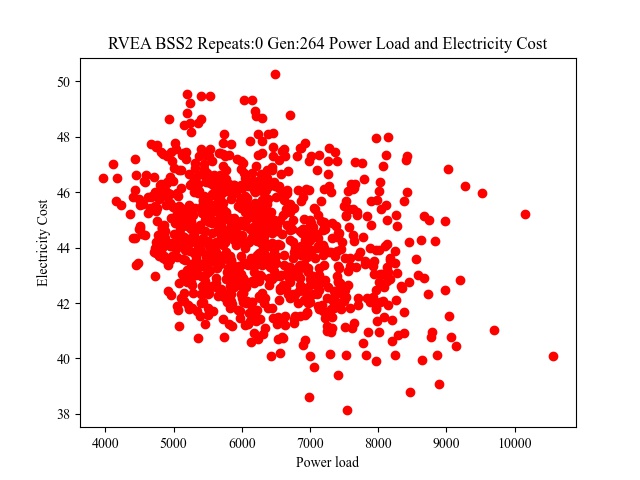 RVEA BSS2 Repeats:0 Gen:264 Power Load and Electricity Cost
50
48
46
44
42
40
38
Electricity Cost
4000 5000 6000 7000 8000 9000 10000
Power load